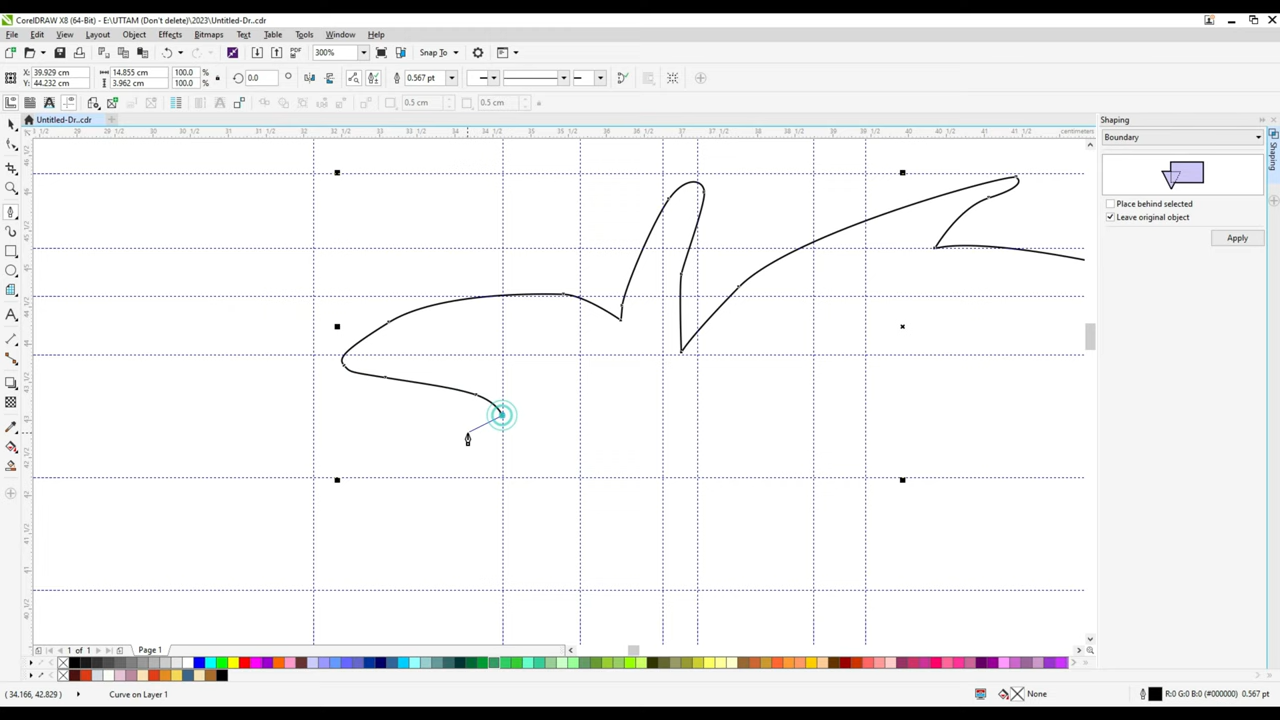 CorelDRAW X8 (64-Bit) - E:\UTTAM (Don't delete)\2023\Untitled-Dr..cdr
File Edit View Layout Object Effects Bitmaps Text Table Tools Window Help
PDF 300% Snap To
X: 39.929 cm 14.855 cm 100.0 % 0.0 0.567 pt
Y: 44.232 cm 3.962 cm 100.0 %
0.5 cm 0.5 cm
Untitled-Dr..cdr
centimeters
Shaping
Boundary
Place behind selected
Leave original object
Apply
Shaping
1 of 1 Page 1
( 34.166, 42.829 ) Curve on Layer 1 None R:0 G:0 B:0 (#000000) 0.567 pt